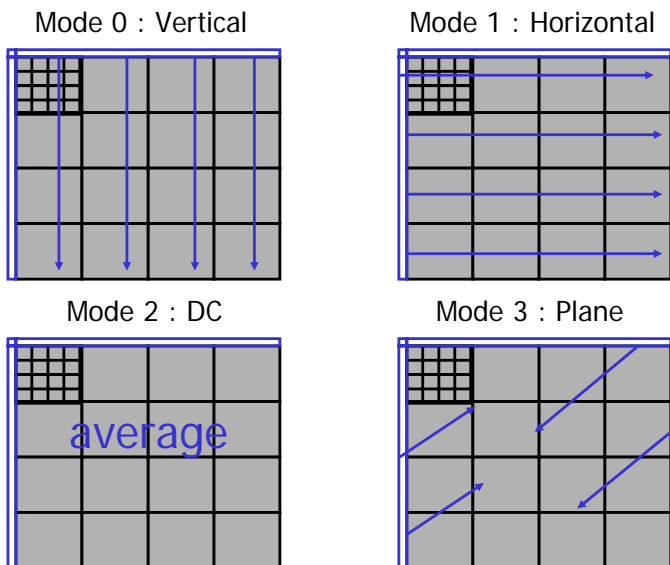 Mode 0 : Vertical
Mode 1 : Horizontal
Mode 2 : DC
Mode 3 : Plane
average